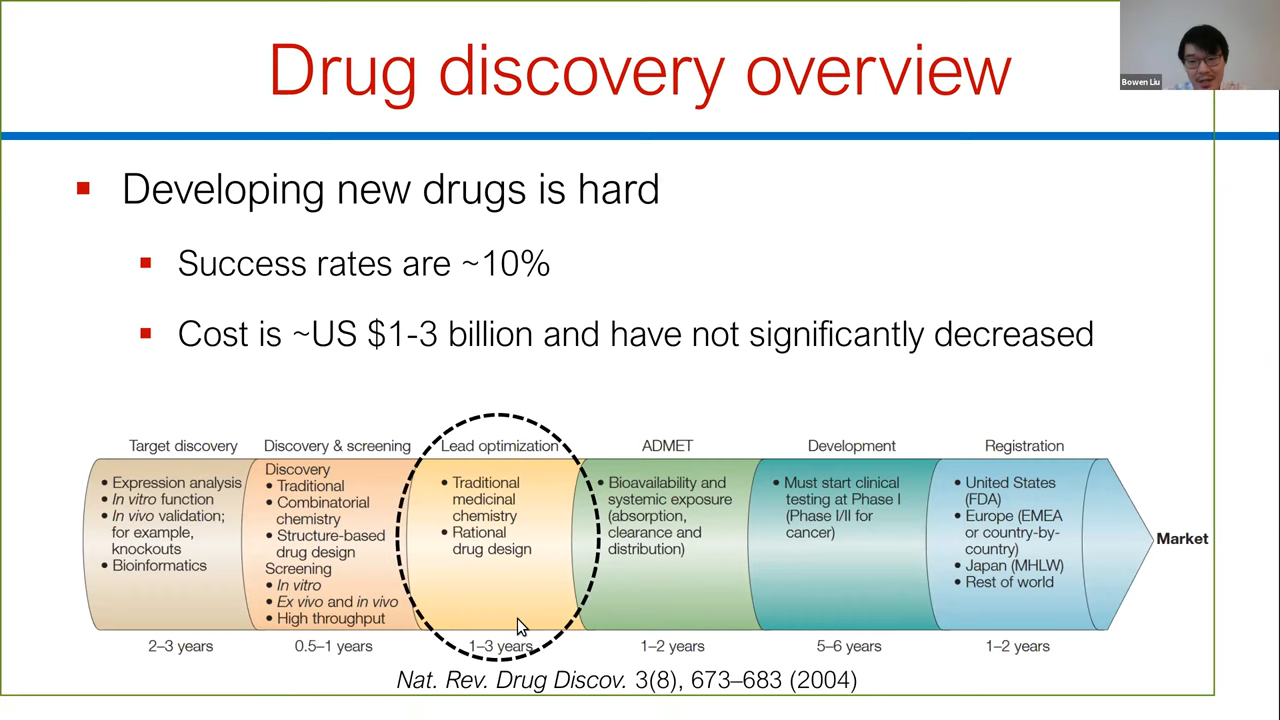 Drug discovery overview
Bowen Liu
Developing new drugs is hard
Success rates are ~10%
Cost is ~US $1-3 billion and have not significantly decreased
Target discovery
• Expression analysis
• In vitro function
• In vivo validation;
for example,
knockouts
• Bioinformatics
2–3 years
Discovery & screening
Discovery
• Traditional
• Combinatorial
chemistry
• Structure-based
drug design
Screening
• In vitro
• Ex vivo and in vivo
• High throughput
0.5–1 years
Lead optimization
• Traditional
medicinal
chemistry
• Rational
drug design
1–3 years
ADMET
• Bioavailability and
systemic exposure
(absorption,
clearance and
distribution)
1–2 years
Development
• Must start clinical
testing at Phase I
(Phase I/II for
cancer)
5–6 years
Registration
• United States
(FDA)
• Europe (EMEA
or country-by-
country)
• Japan (MHLW)
• Rest of world
1–2 years
Market
Nat. Rev. Drug Discov. 3(8), 673–683 (2004)